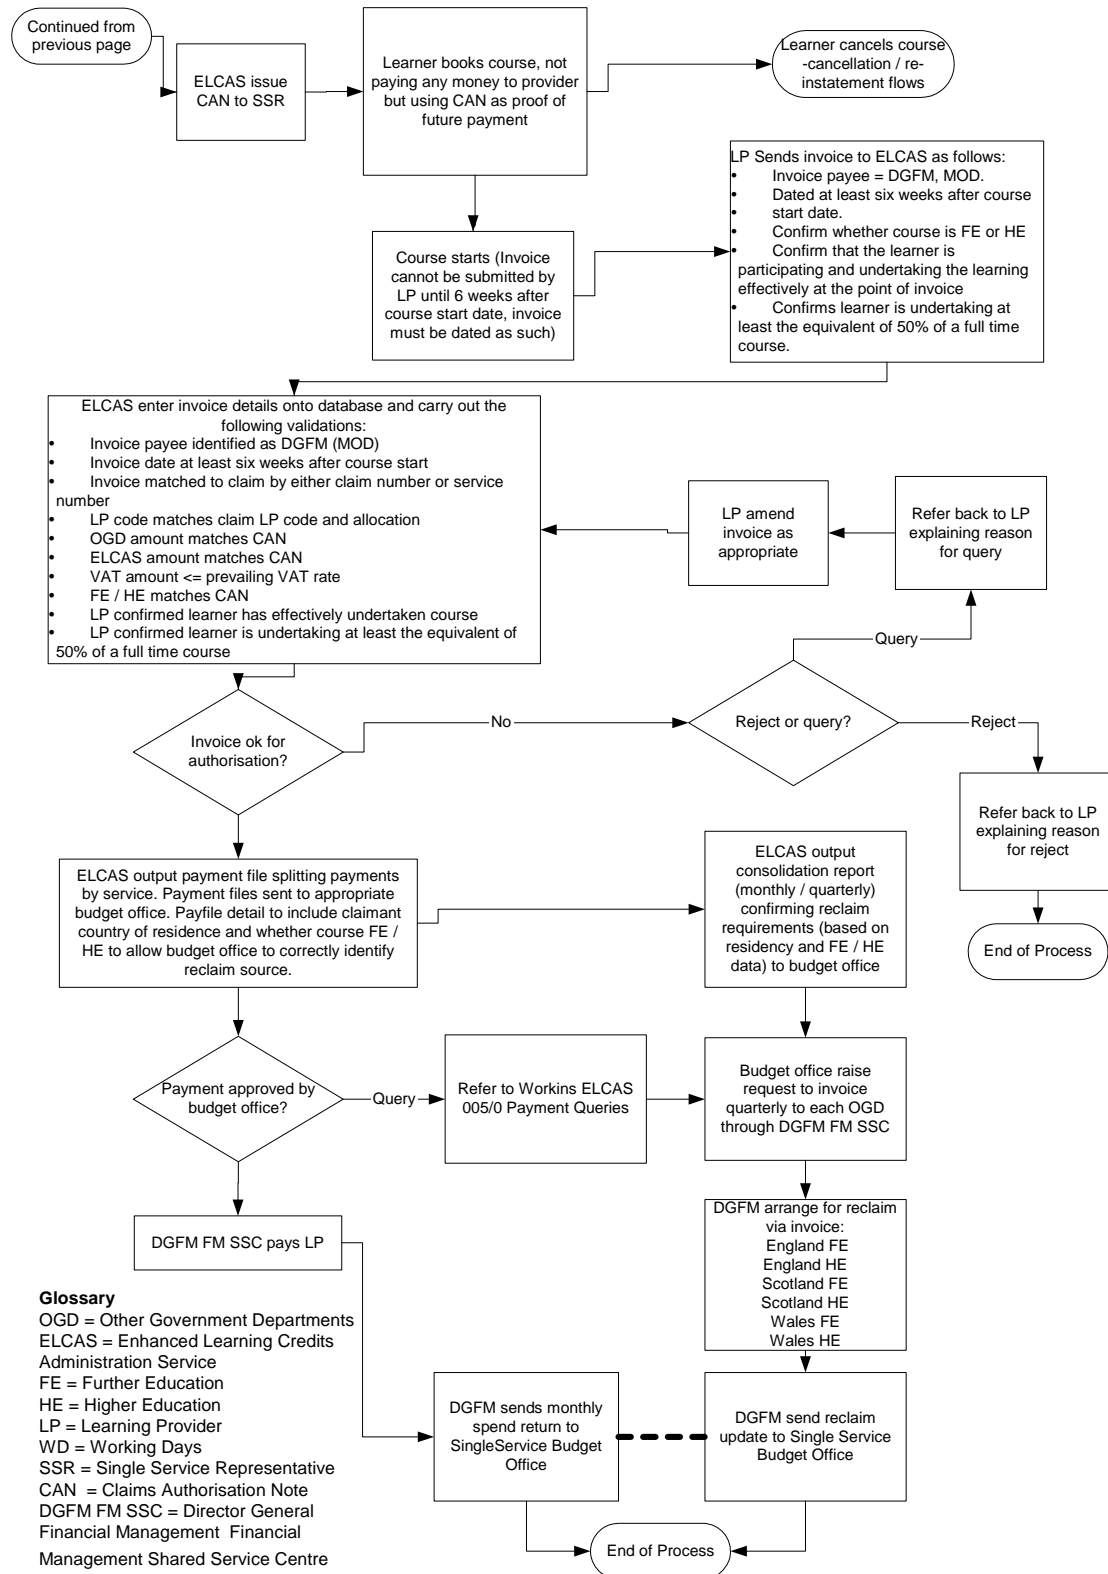 Continued from
previous page
ELCAS issue
CAN to SSR
Learner books course, not
paying any money to provider
but using CAN as proof of
future payment
Learner cancels course
-cancellation / re-
instatement flows
LP Sends invoice to ELCAS as follows:
• Invoice payee = DGFM, MOD.
• Dated at least six weeks after course
• start date.
• Confirm whether course is FE or HE
• Confirm that the learner is
participating and undertaking the learning
effectively at the point of invoice
• Confirms learner is undertaking at
least the equivalent of 50% of a full time
course.
Course starts (Invoice
cannot be submitted by
LP until 6 weeks after
course start date, invoice
must be dated as such)
ELCAS enter invoice details onto database and carry out the
following validations:
• Invoice payee identified as DGFM (MOD)
• Invoice date at least six weeks after course start
• Invoice matched to claim by either claim number or service
number
• LP code matches claim LP code and allocation
• OGD amount matches CAN
• ELCAS amount matches CAN
• VAT amount <= prevailing VAT rate
• FE / HE matches CAN
• LP confirmed learner has effectively undertaken course
• LP confirmed learner is undertaking at least the equivalent of
50% of a full time course
LP amend
invoice as
appropriate
Refer back to LP
explaining reason
for query
Query
Invoice ok for
authorisation?
No
Reject or query?
Reject
Refer back to LP
explaining reason
for reject
End of Process
ELCAS output payment file splitting payments
by service. Payment files sent to appropriate
budget office. Payfile detail to include claimant
country of residence and whether course FE /
HE to allow budget office to correctly identify
reclaim source.
ELCAS output
consolidation report
(monthly / quarterly)
confirming reclaim
requirements (based on
residency and FE / HE
data) to budget office
Payment approved by
budget office?
Query
Refer to Workins ELCAS
005/0 Payment Queries
Budget office raise
request to invoice
quarterly to each OGD
through DGFM FM SSC
DGFM FM SSC pays LP
DGFM arrange for reclaim
via invoice:
England FE
England HE
Scotland FE
Scotland HE
Wales FE
Wales HE
Glossary
OGD = Other Government Departments
ELCAS = Enhanced Learning Credits
Administration Service
FE = Further Education
HE = Higher Education
LP = Learning Provider
WD = Working Days
SSR = Single Service Representative
CAN = Claims Authorisation Note
DGFM FM SSC = Director General
Financial Management Financial
Management Shared Service Centre
DGFM sends monthly
spend return to
SingleService Budget
Office
DGFM send reclaim
update to Single Service
Budget Office
End of Process